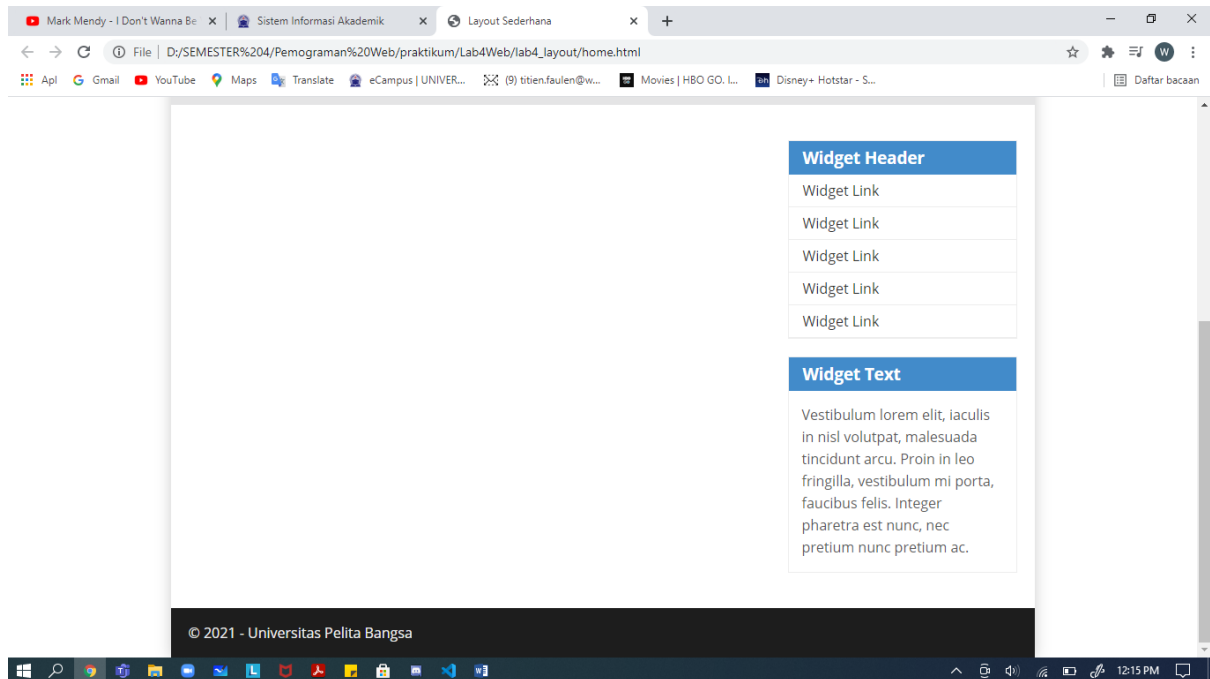 Mark Mendy - I Don't Wanna Be
Sistem Informasi Akademik
Layout Sederhana
File | D:/SEMESTER%204/Pemograman%20Web/praktikum/Lab4Web/lab4_layout/home.html
W
Apl
Gmail
YouTube
Maps
Translate
eCampus | UNIVER...
(9) titien.faulen@w...
Movies | HBO GO. I...
Disney+ Hotstar - S...
Daftar bacaan
Widget Header
Widget Link
Widget Link
Widget Link
Widget Link
Widget Link
Widget Text
Vestibulum lorem elit, iaculis
in nisl volutpat, malesuada
tincidunt arcu. Proin in leo
fringilla, vestibulum mi porta,
faucibus felis. Integer
pharetra est nunc, nec
pretium nunc pretium ac.
© 2021 - Universitas Pelita Bangsa
12:15 PM